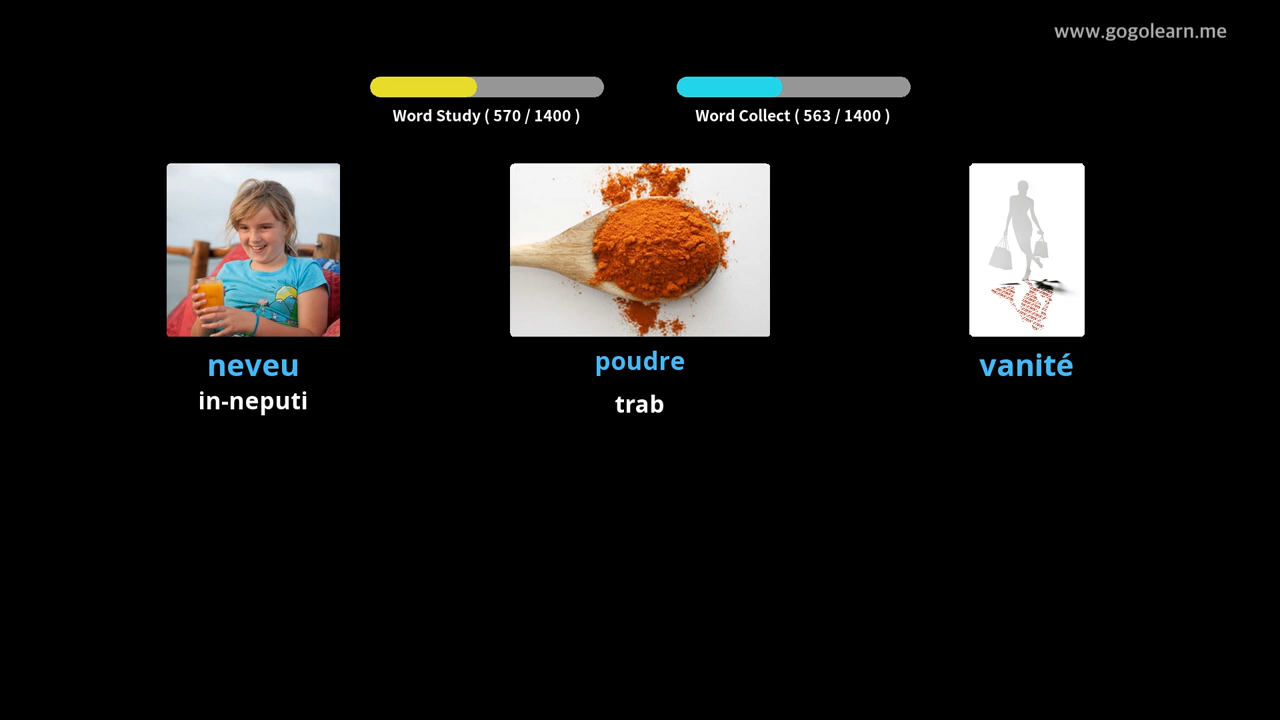 www.gogolearn.me
Word Study ( 570 / 1400 )
Word Collect ( 563 / 1400 )
neveu
in-neputi
poudre
trab
vanité